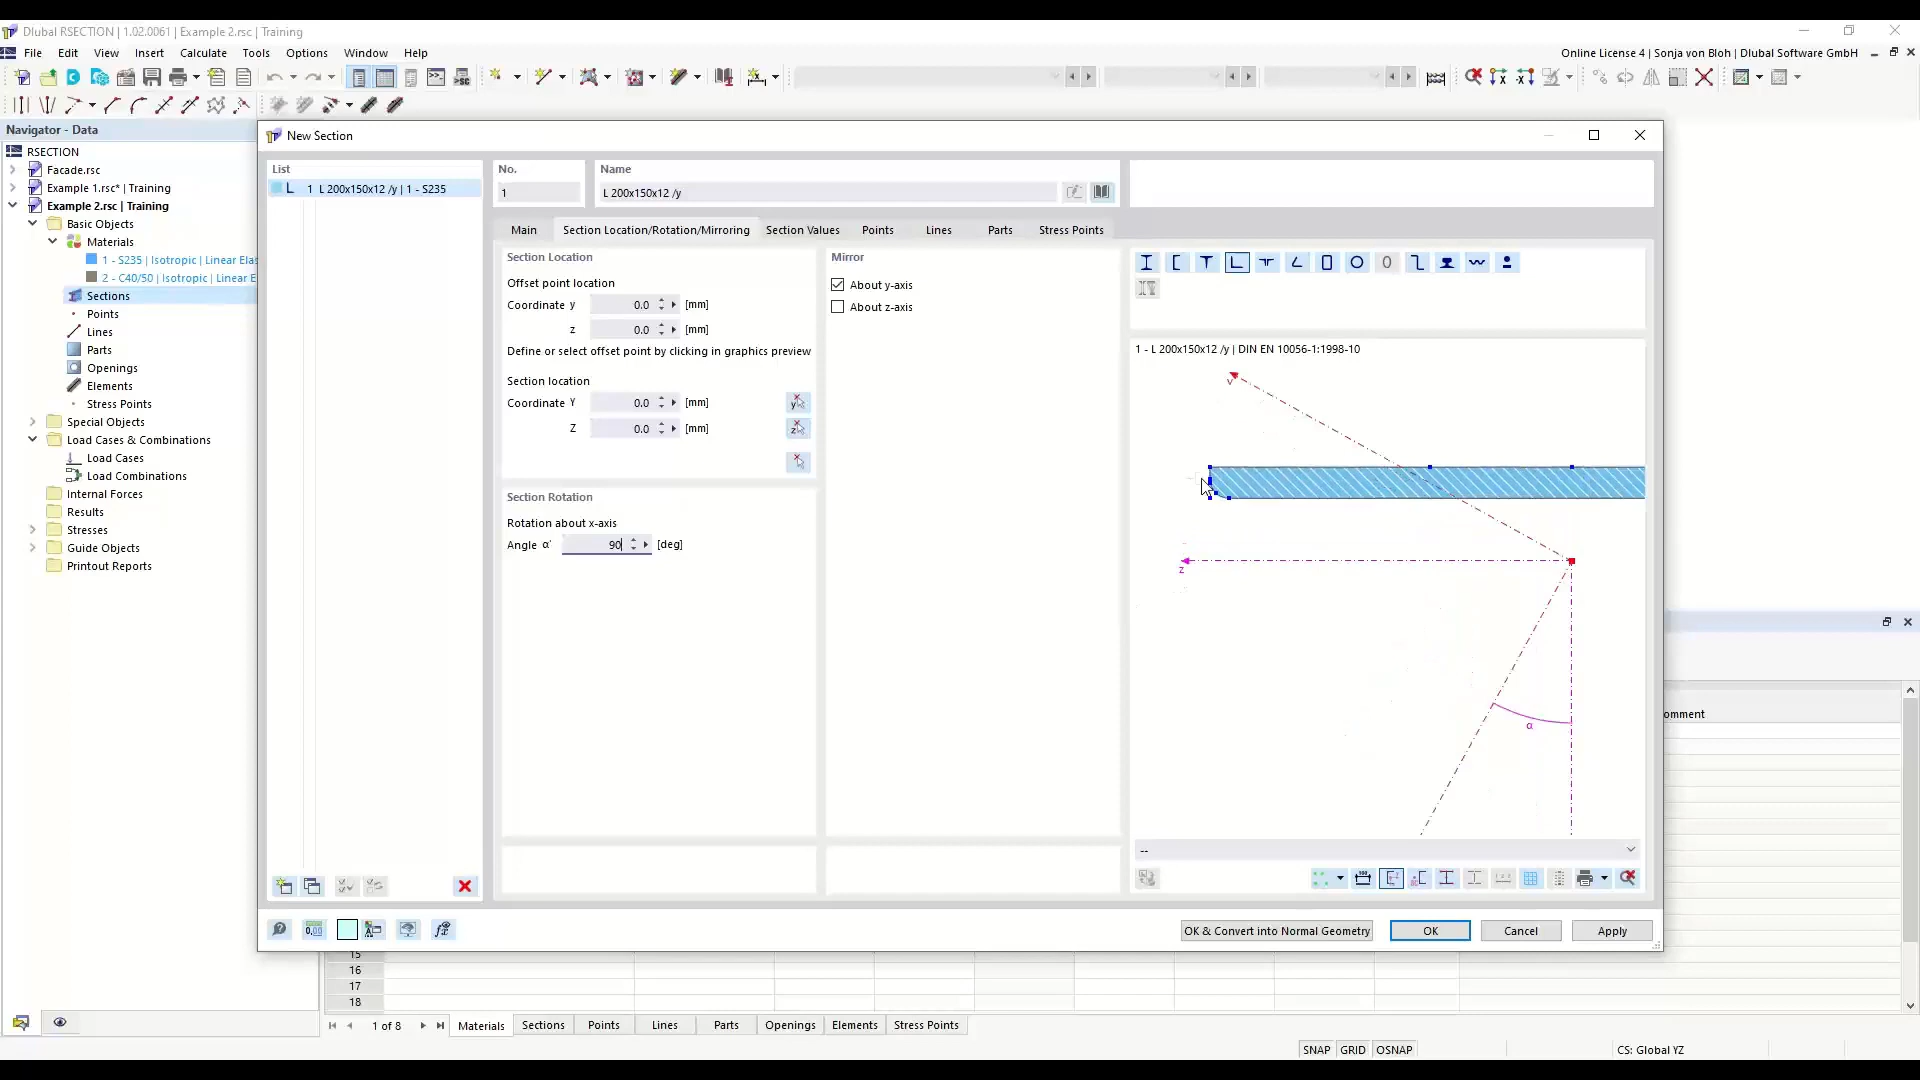 Dlubal RSECTION | 1.02.0061 | Example 2.rsc | Training
File Edit View Insert Calculate Tools Options Window Help
Online License 4 | Sonja von Bloh | Dlubal Software GmbH
Navigator - Data
RSECTION
Facade.rsc
Example 1.rsc* | Training
Example 2.rsc | Training
Basic Objects
Materials
1 - S235 | Isotropic | Linear Elas
2 - C40/50 | Isotropic | Linear E
Sections
Points
Lines
Parts
Openings
Elements
Stress Points
Special Objects
Load Cases & Combinations
Load Cases
Load Combinations
Internal Forces
Results
Stresses
Guide Objects
Printout Reports
New Section
List
1 L 200x150x12 /y | 1 - S235
No.
1
Name
L 200x150x12 /y
Main Section Location/Rotation/Mirroring Section Values Points Lines Parts Stress Points
Section Location
Offset point location
Coordinate y 0.0 [mm]
z 0.0 [mm]
Define or select offset point by clicking in graphics preview
Section location
Coordinate Y 0.0 [mm]
Z 0.0 [mm]
Section Rotation
Rotation about x-axis
Angle α' 90 [deg]
Mirror
About y-axis
About z-axis
1 - L 200x150x12 /y | DIN EN 10056-1:1998-10
v
z
α
--
OK & Convert into Normal Geometry OK Cancel Apply
omment
15
16
17
18
1 of 8 Materials Sections Points Lines Parts Openings Elements Stress Points
SNAP GRID OSNAP CS: Global YZ